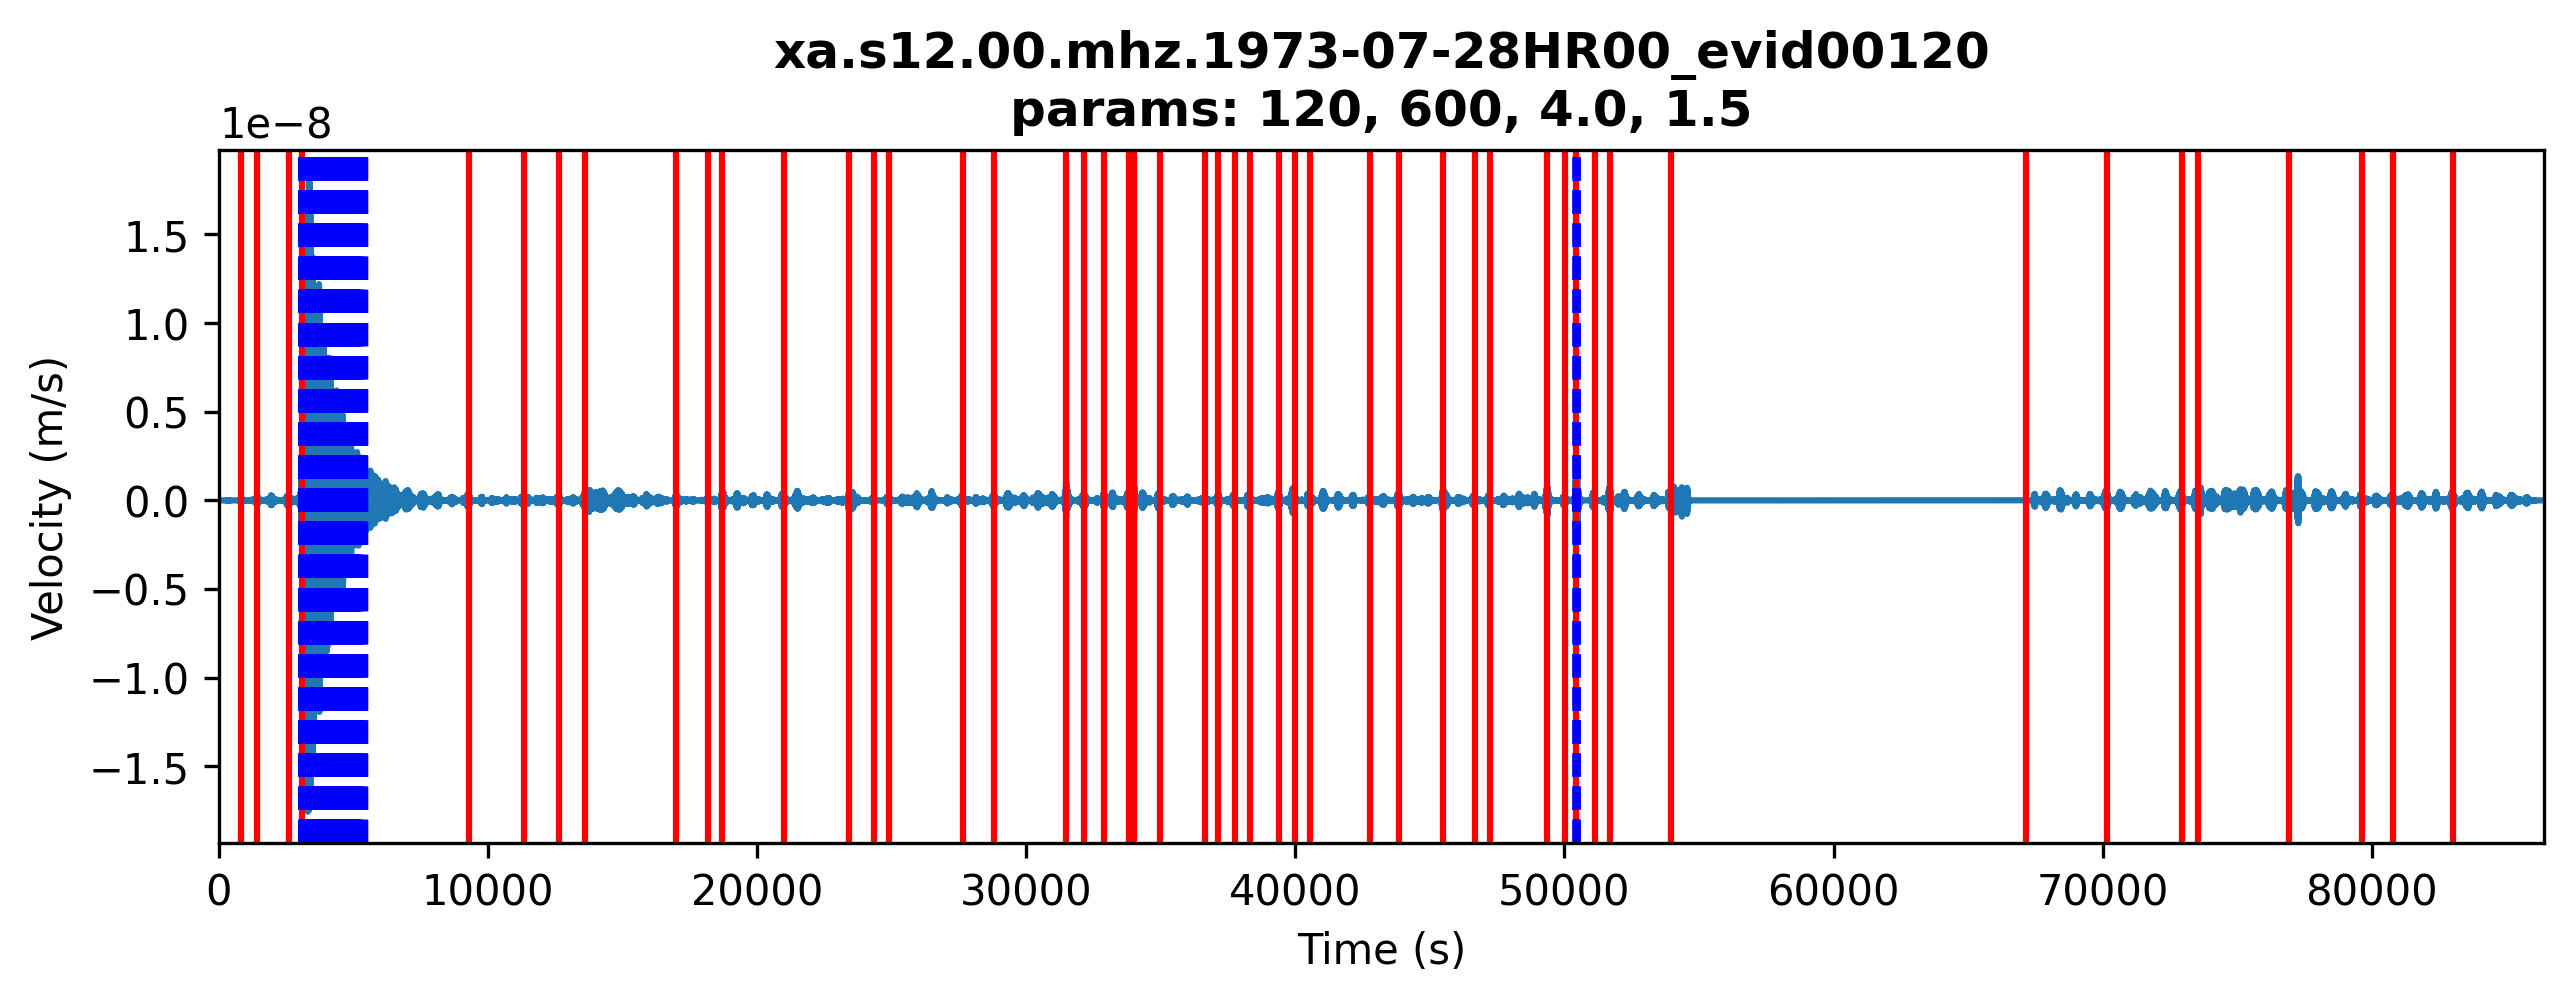 xa.s12.00.mhz.1973-07-28HR00_evid00120
params: 120, 600, 4.0, 1.5
1e−8
1.5
1.0
0.5
0.0
−0.5
−1.0
−1.5
Velocity (m/s)
0 10000 20000 30000 40000 50000 60000 70000 80000
Time (s)